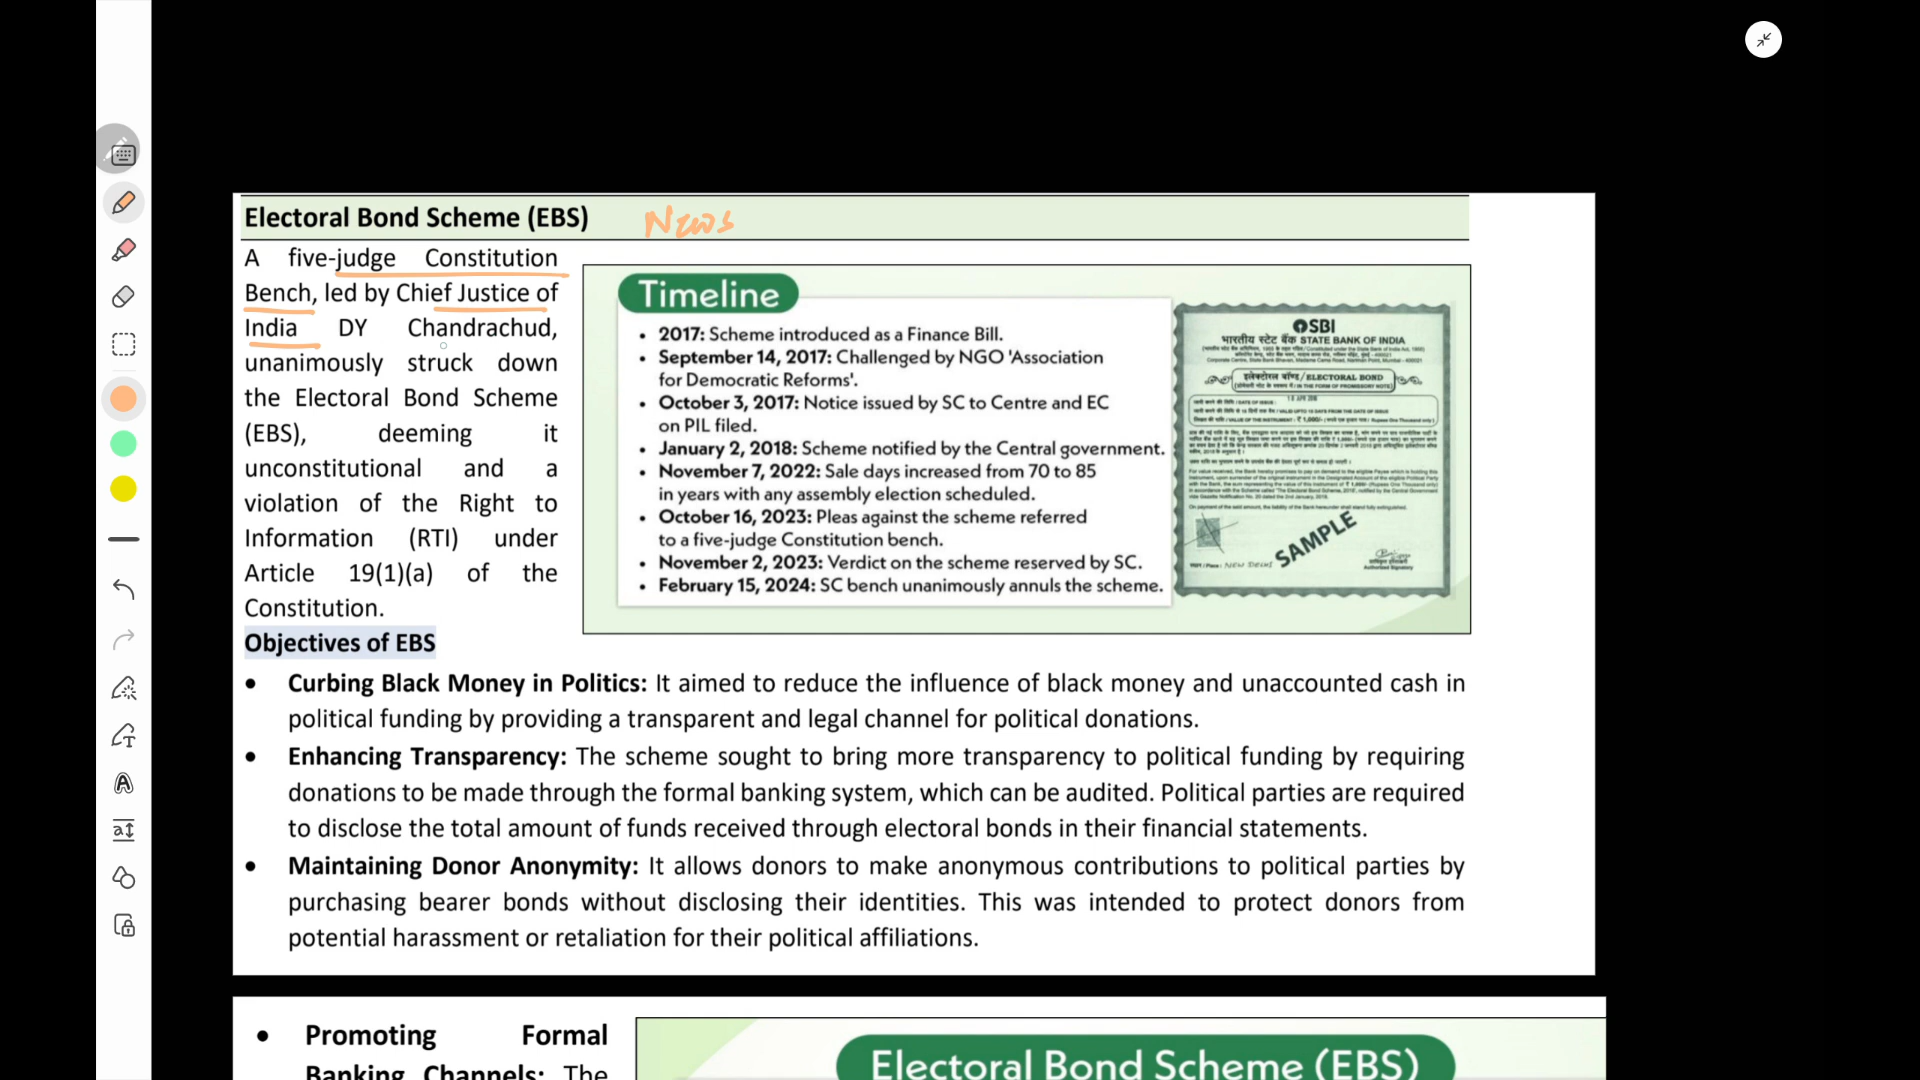 Electoral Bond Scheme (EBS)
News
A five-judge Constitution
Bench, led by Chief Justice of
India DY Chandrachud,
unanimously struck down
the Electoral Bond Scheme
(EBS), deeming it
unconstitutional and a
violation of the Right to
Information (RTI) under
Article 19(1)(a) of the
Constitution.
Timeline
• 2017: Scheme introduced as a Finance Bill.
• September 14, 2017: Challenged by NGO 'Association
for Democratic Reforms'.
• October 3, 2017: Notice issued by SC to Centre and EC
on PIL filed.
• January 2, 2018: Scheme notified by the Central government.
• November 7, 2022: Sale days increased from 70 to 85
in years with any assembly election scheduled.
• October 16, 2023: Pleas against the scheme referred
to a five-judge Constitution bench.
• November 2, 2023: Verdict on the scheme reserved by SC.
• February 15, 2024: SC bench unanimously annuls the scheme.
SBI
भारतीय स्टेट बैंक STATE BANK OF INDIA
इलेक्टोरल बॉण्ड/ELECTORAL BOND
SAMPLE
NEW DELHI
Authorised Signatory
Objectives of EBS
• Curbing Black Money in Politics: It aimed to reduce the influence of black money and unaccounted cash in
political funding by providing a transparent and legal channel for political donations.
• Enhancing Transparency: The scheme sought to bring more transparency to political funding by requiring
donations to be made through the formal banking system, which can be audited. Political parties are required
to disclose the total amount of funds received through electoral bonds in their financial statements.
• Maintaining Donor Anonymity: It allows donors to make anonymous contributions to political parties by
purchasing bearer bonds without disclosing their identities. This was intended to protect donors from
potential harassment or retaliation for their political affiliations.
• Promoting Formal
Banking Channels: The
Electoral Bond Scheme (EBS)